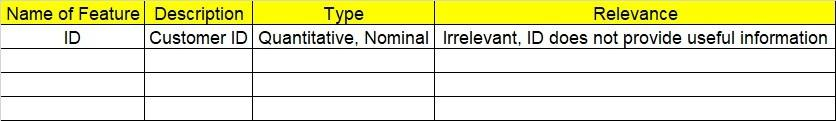 Name of Feature Description Type Relevance
ID Customer ID Quantitative, Nominal Irrelevant, ID does not provide useful information